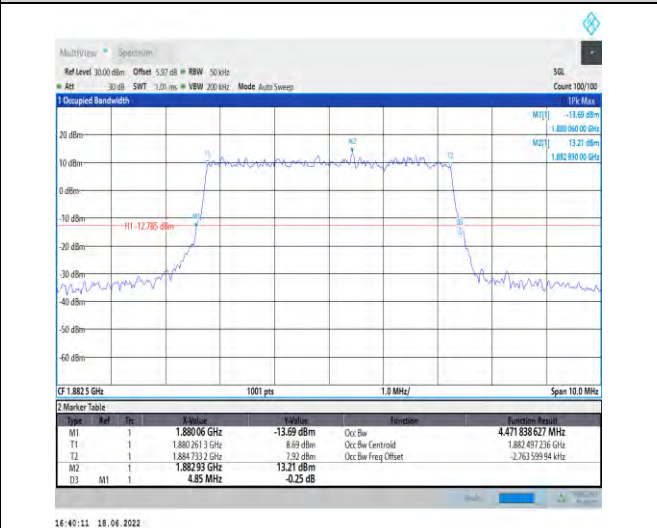 MultiView Spectrum
Ref Level 30.00 dBm Offset 5.97 dB RBW 50 kHz SGL
Att 30 dB SWT 1.01 ms VBW 200 kHz Mode Auto Sweep Count 100/100
1 Occupied Bandwidth 1Pk Max
M1[1] -13.69 dBm
1.880 060 00 GHz
20 dBm M2[1] 13.21 dBm
1.882 930 00 GHz
M2
T1 T2
10 dBm
0 dBm
-10 dBm M1
H1 -12.785 dBm D3
-20 dBm
-30 dBm
-40 dBm
-50 dBm
-60 dBm
CF 1.882 5 GHz 1001 pts 1.0 MHz/ Span 10.0 MHz
2 Marker Table
Type Ref Trc X-Value Y-Value Function Function Result
M1 1 1.880 06 GHz -13.69 dBm Occ Bw 4.471 838 627 MHz
T1 1 1.880 261 3 GHz 8.69 dBm Occ Bw Centroid 1.882 497 236 GHz
T2 1 1.884 733 2 GHz 7.92 dBm Occ Bw Freq Offset -2.763 599 94 kHz
M2 1 1.882 93 GHz 13.21 dBm
D3 M1 1 4.85 MHz -0.25 dB
16:40:11 18.06.2022